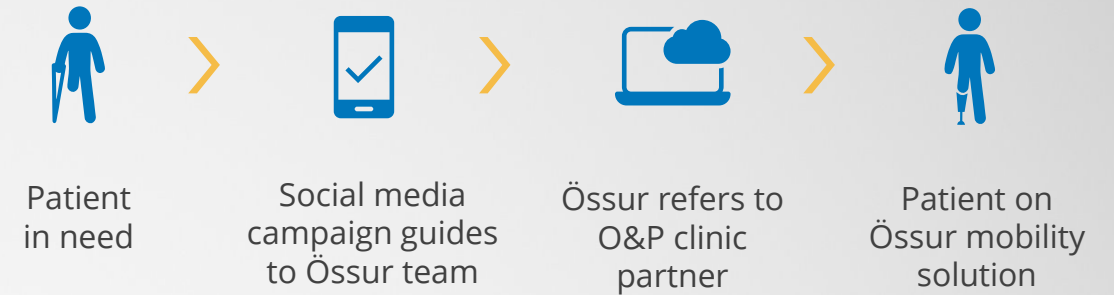 Patient
in need
Social media
campaign guides
to Össur team
Össur refers to
O&P clinic
partner
Patient on
Össur mobility
solution